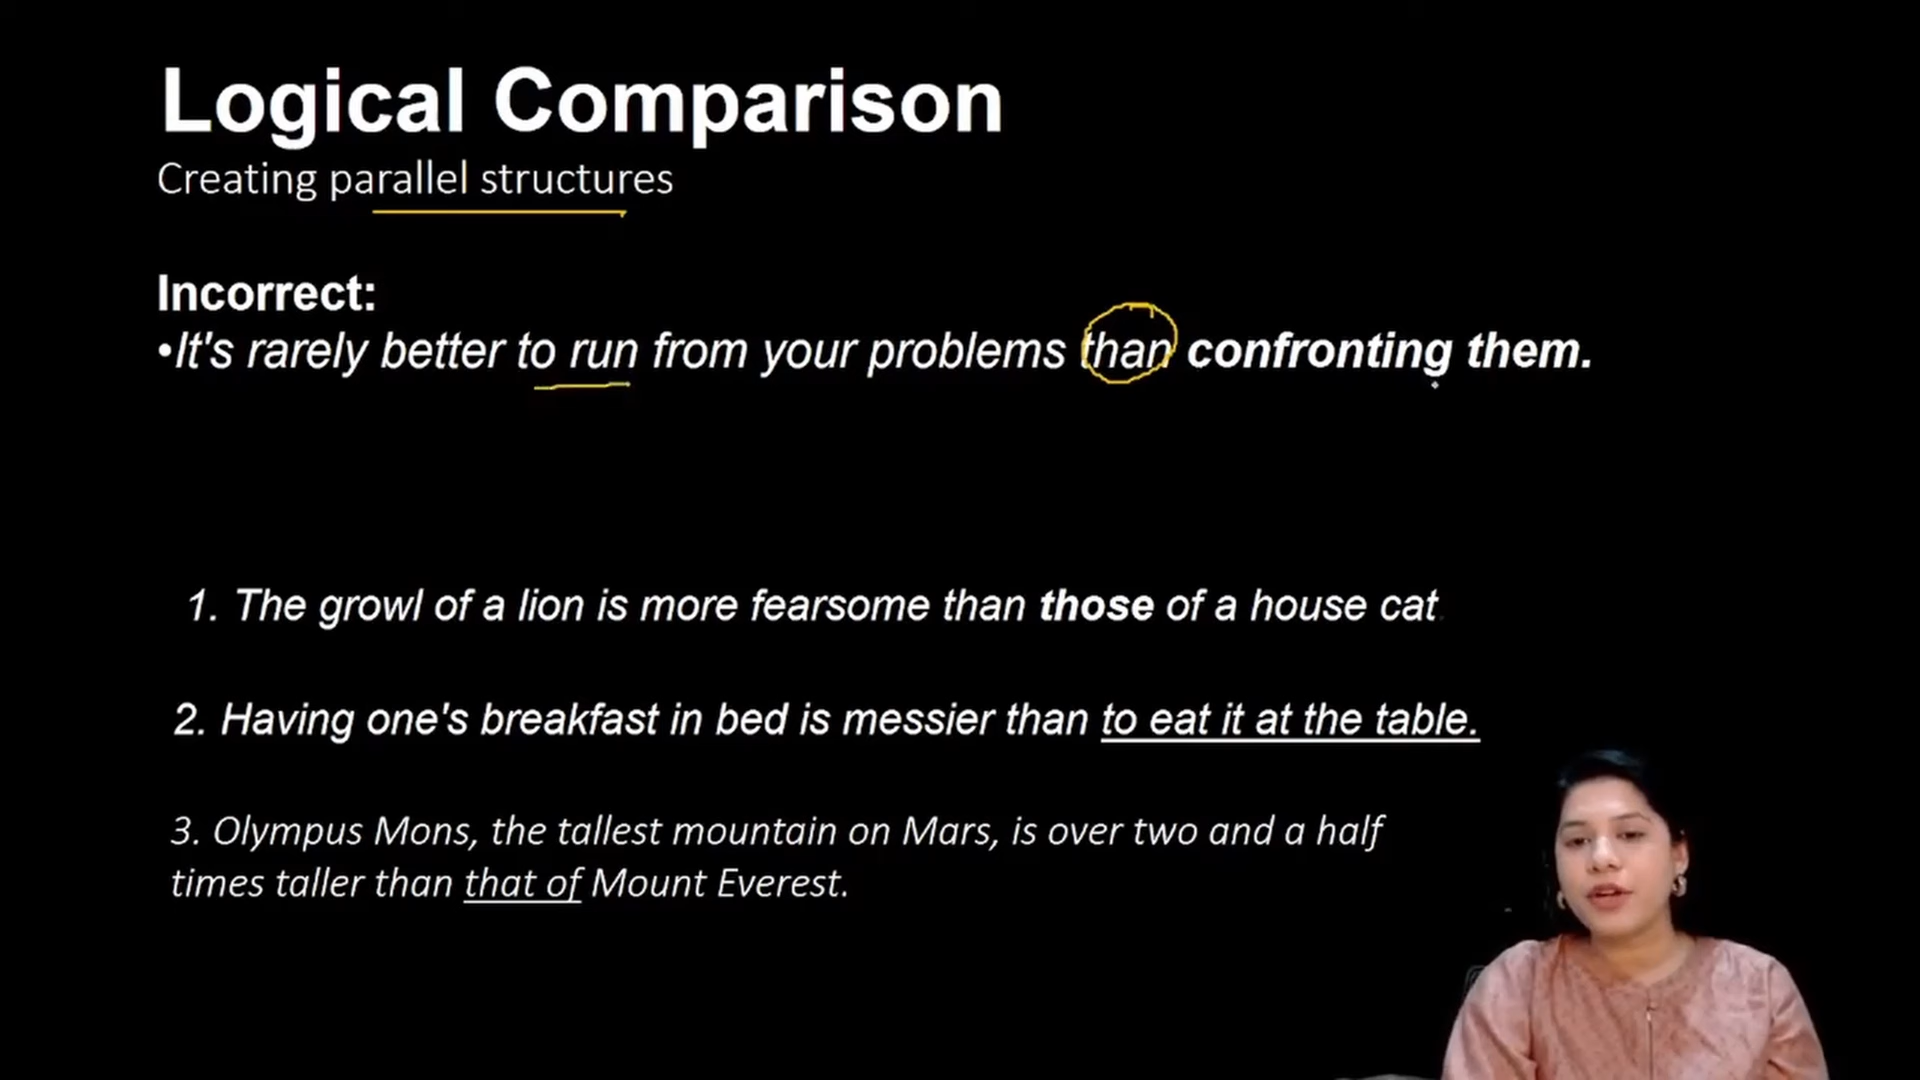 Logical Comparison
Creating parallel structures
Incorrect:
•It's rarely better to run from your problems than confronting them.
1. The growl of a lion is more fearsome than those of a house cat.
2. Having one's breakfast in bed is messier than to eat it at the table.
3. Olympus Mons, the tallest mountain on Mars, is over two and a half
times taller than that of Mount Everest.